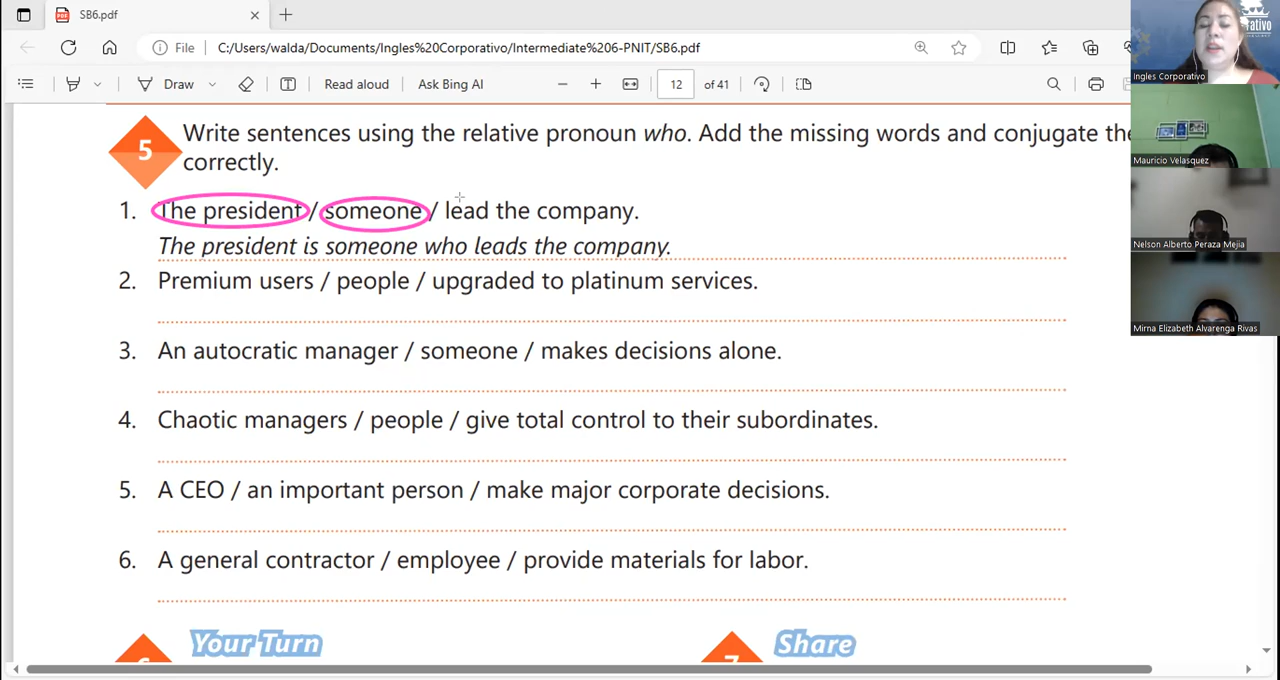 SB6.pdf
File C:/Users/walda/Documents/Ingles%20Corporativo/Intermediate%206-PNIT/SB6.pdf
Draw Read aloud Ask Bing AI 12 of 41
Ingles Corporativo
Mauricio Velasquez
Nelson Alberto Peraza Mejia
Mirna Elizabeth Alvarenga Rivas
5 Write sentences using the relative pronoun who. Add the missing words and conjugate
correctly.
1. The president / someone / lead the company.
The president is someone who leads the company.
2. Premium users / people / upgraded to platinum services.
3. An autocratic manager / someone / makes decisions alone.
4. Chaotic managers / people / give total control to their subordinates.
5. A CEO / an important person / make major corporate decisions.
6. A general contractor / employee / provide materials for labor.
Your Turn
Share